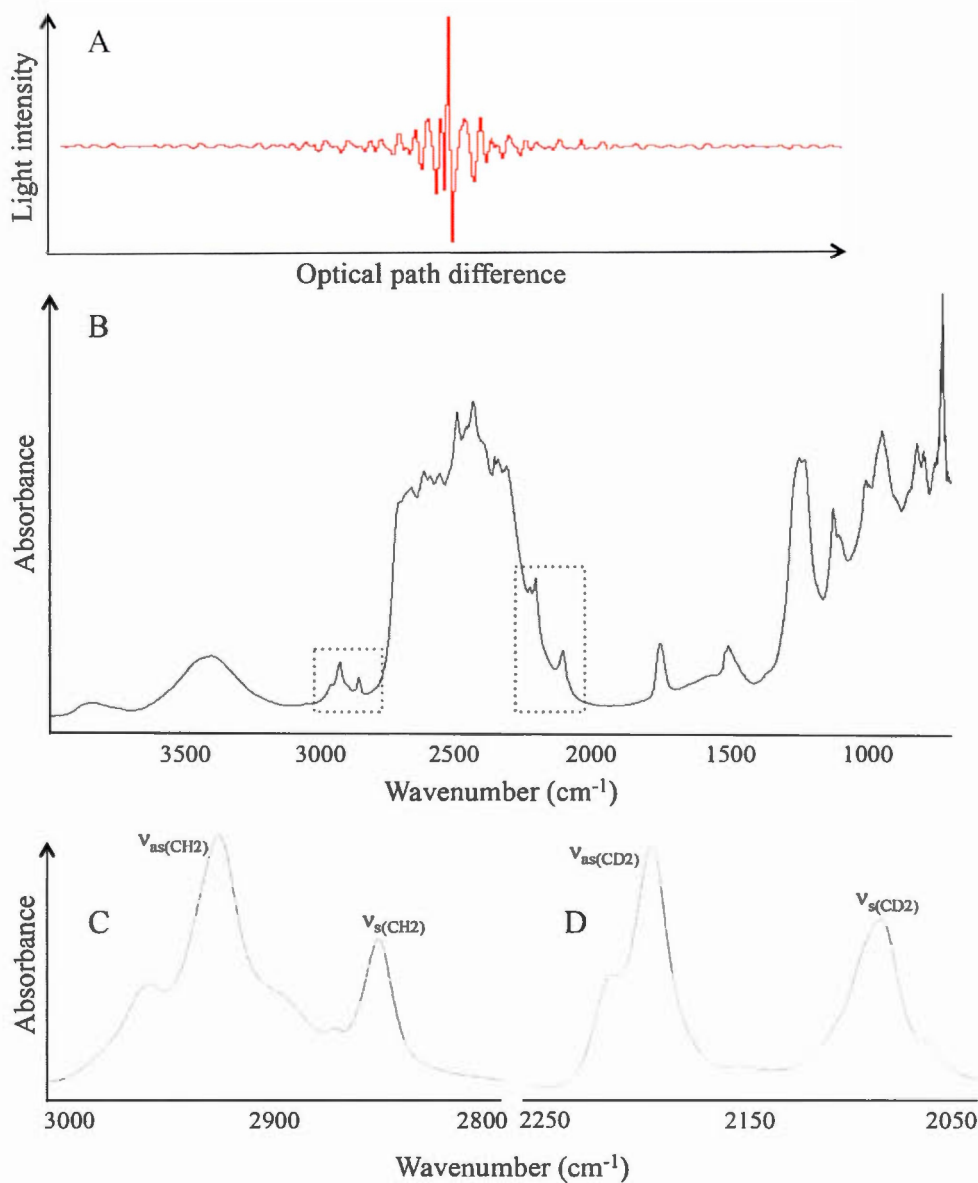 A
Light intensity
Optical path difference
B
Absorbance
3500 3000 2500 2000 1500 1000
Wavenumber (cm⁻¹)
νas(CH2)
νs(CH2)
C
νas(CD2)
νs(CD2)
D
Absorbance
3000 2900 2800 2250 2150 2050
Wavenumber (cm⁻¹)